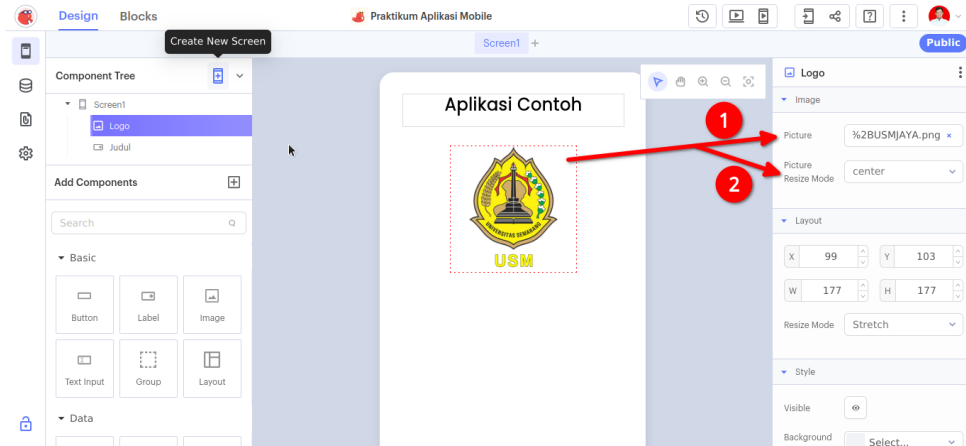 Design
Blocks
Praktikum Aplikasi Mobile
Create New Screen
Screen1 +
Public
Component Tree
Screen1
Logo
Judul
Add Components
Search
Basic
Button
Label
Image
Text Input
Group
Layout
Data
Aplikasi Contoh
UNIVERSITAS SEMARANG
USM
1
2
Logo
Image
Picture
%2BUSMJAYA.png ×
Picture
Resize Mode
center
Layout
X 99 Y 103
W 177 H 177
Resize Mode
Stretch
Style
Visible
Background
Select...